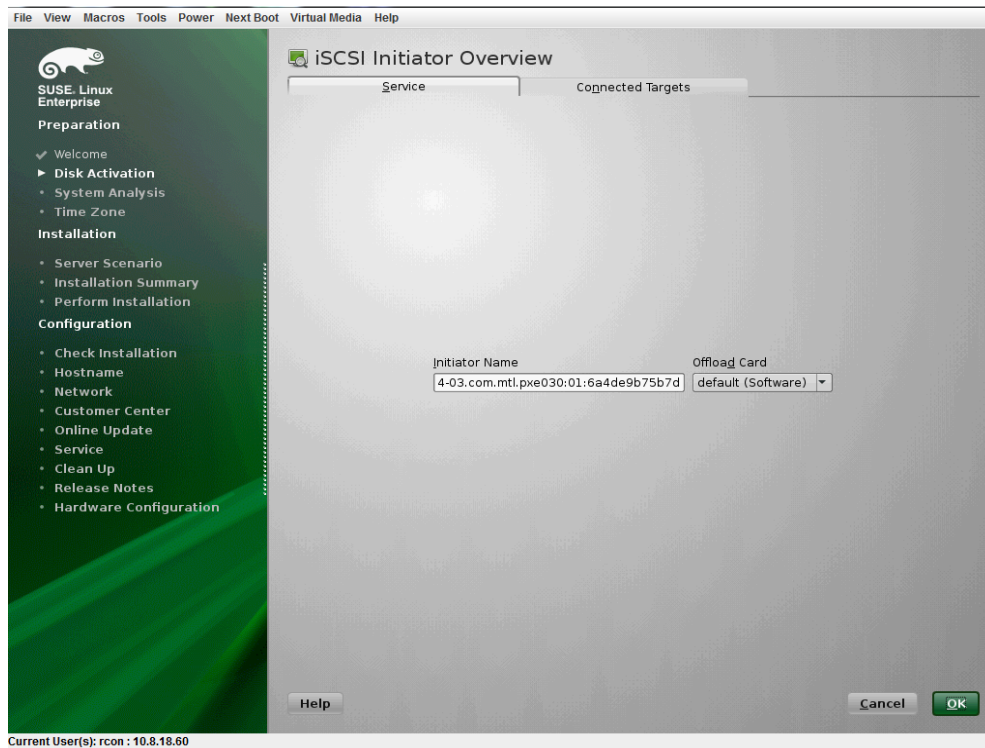 File View Macros Tools Power Next Boot Virtual Media Help
SUSE. Linux
Enterprise
Preparation
Welcome
Disk Activation
System Analysis
Time Zone
Installation
Server Scenario
Installation Summary
Perform Installation
Configuration
Check Installation
Hostname
Network
Customer Center
Online Update
Service
Clean Up
Release Notes
Hardware Configuration
iSCSI Initiator Overview
Service Connected Targets
Initiator Name Offload Card
4-03.com.mtl.pxe030:01:6a4de9b75b7d default (Software)
Help Cancel OK
Current User(s): rcon : 10.8.18.60